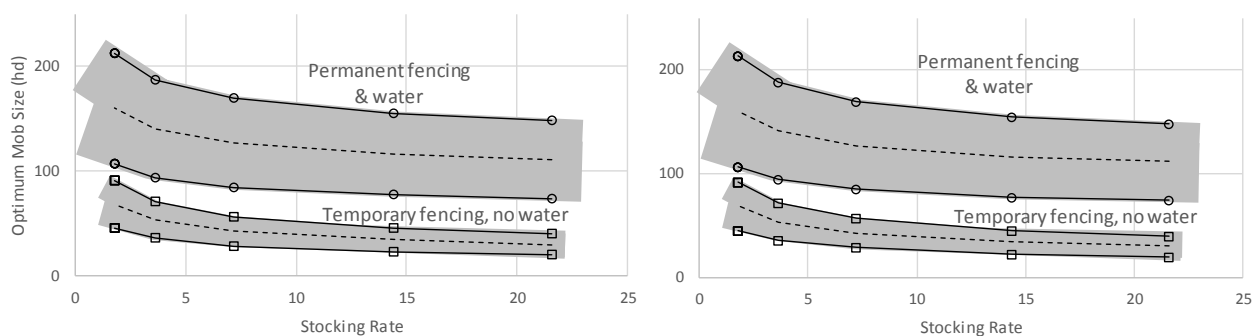 Optimum Mob Size (hd)
200
100
0
Permanent fencing
& water
Temporary fencing, no water
0 5 10 15 20 25
Stocking Rate
200
100
0
Permanent fencing
& water
Temporary fencing, no water
0 5 10 15 20 25
Stocking Rate